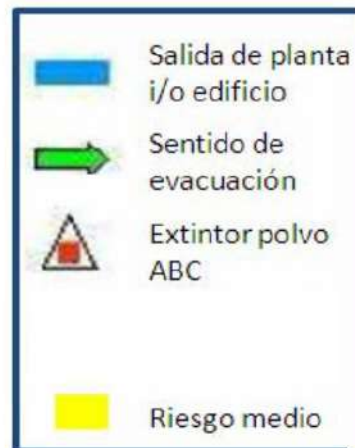 Salida de planta
i/o edificio
Sentido de
evacuación
Extintor polvo
ABC
Riesgo medio